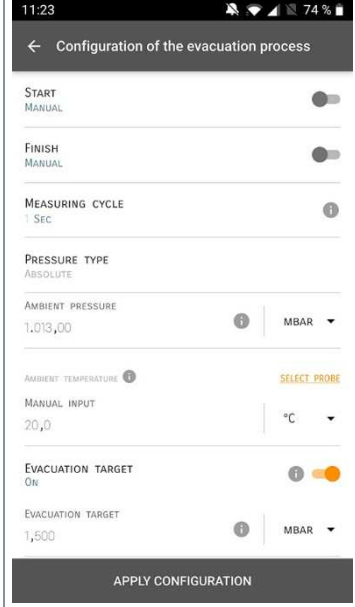 11:23
74 %
Configuration of the evacuation process
START
MANUAL
FINISH
MANUAL
MEASURING CYCLE
1 SEC
PRESSURE TYPE
ABSOLUTE
AMBIENT PRESSURE
1.013,00
MBAR
AMBIENT TEMPERATURE
SELECT PROBE
MANUAL INPUT
20,0
°C
EVACUATION TARGET
ON
EVACUATION TARGET
1,500
MBAR
APPLY CONFIGURATION